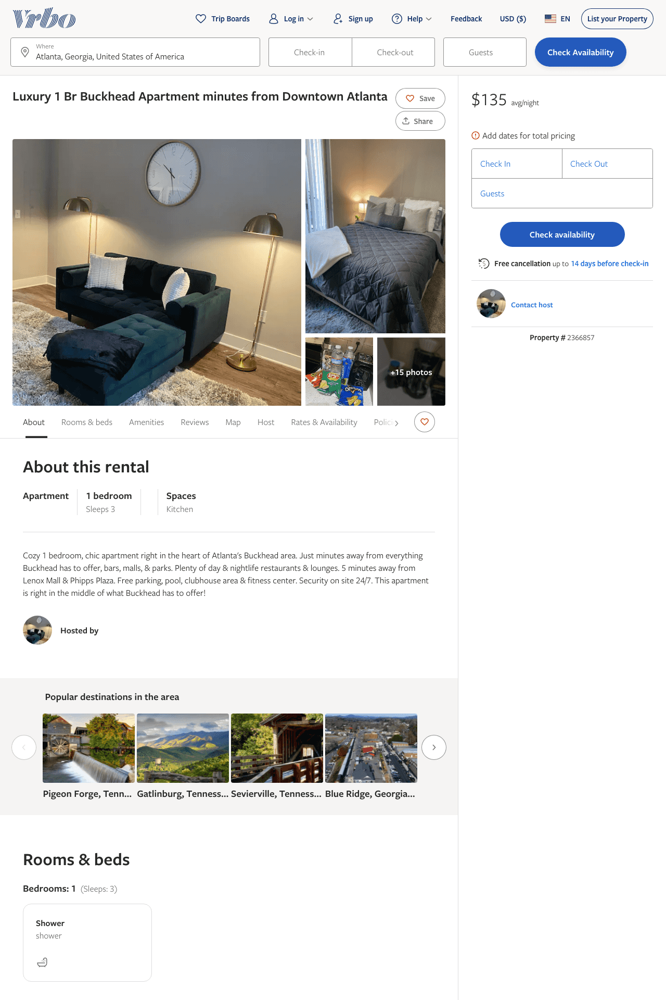 Vrbo
Trip Boards
Log in
Sign up
Help
Feedback
USD ($)
EN
List your Property
Where
Atlanta, Georgia, United States of America
Check-in
Check-out
Guests
Check Availability
Luxury 1 Br Buckhead Apartment minutes from Downtown Atlanta
Save
Share
Lay's
Doritos
+15 photos
$135 avg/night
Add dates for total pricing
Check In
Check Out
Guests
Check availability
Free cancellation up to 14 days before check-in
Contact host
Property # 2366857
About
Rooms & beds
Amenities
Reviews
Map
Host
Rates & Availability
Polici
About this rental
Apartment
1 bedroom
Sleeps 3
Spaces
Kitchen
Cozy 1 bedroom, chic apartment right in the heart of Atlanta's Buckhead area. Just minutes away from everything
Buckhead has to offer, bars, malls, & parks. Plenty of day & nightlife restaurants & lounges. 5 minutes away from
Lenox Mall & Phipps Plaza. Free parking, pool, clubhouse area & fitness center. Security on site 24/7. This apartment
is right in the middle of what Buckhead has to offer!
Hosted by
Popular destinations in the area
Pigeon Forge, Tenn...
Gatlinburg, Tenness...
Sevierville, Tenness...
Blue Ridge, Georgia...
Rooms & beds
Bedrooms: 1 (Sleeps: 3)
Shower
shower